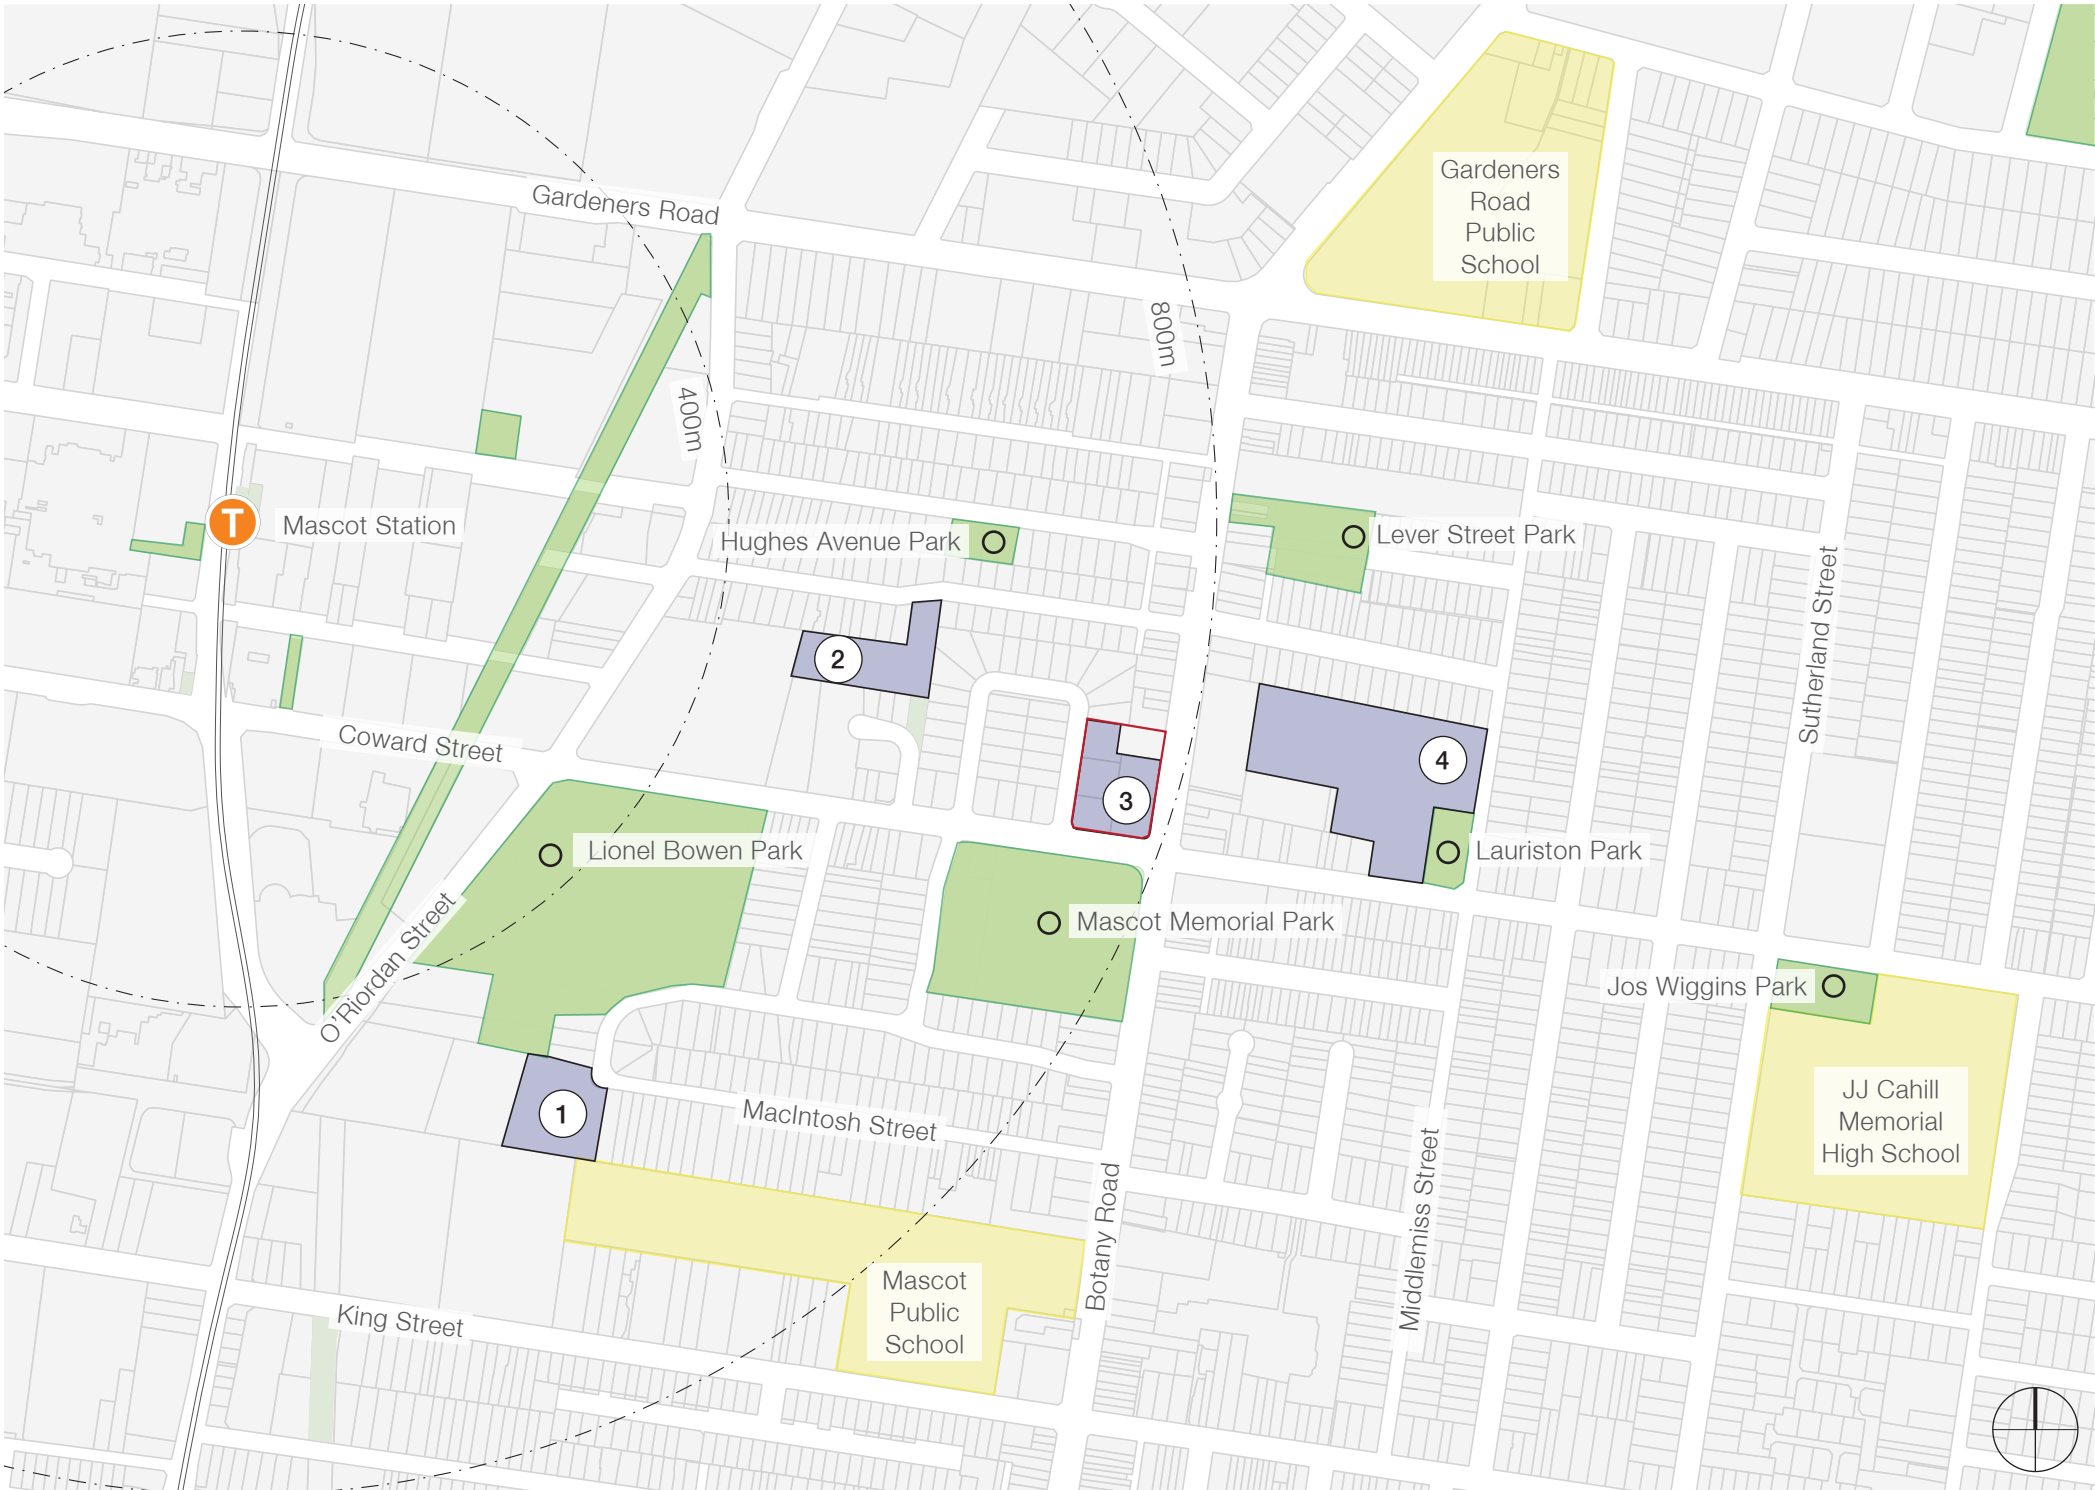 Gardeners
Road
Public
School
Gardeners Road
800m
400m
T
Mascot Station
Hughes Avenue Park
Lever Street Park
Sutherland Street
2
Coward Street
4
3
Lionel Bowen Park
Lauriston Park
Mascot Memorial Park
O'Riordan Street
Jos Wiggins Park
JJ Cahill
Memorial
High School
1
MacIntosh Street
Botany Road
Middlemiss Street
Mascot
Public
School
King Street